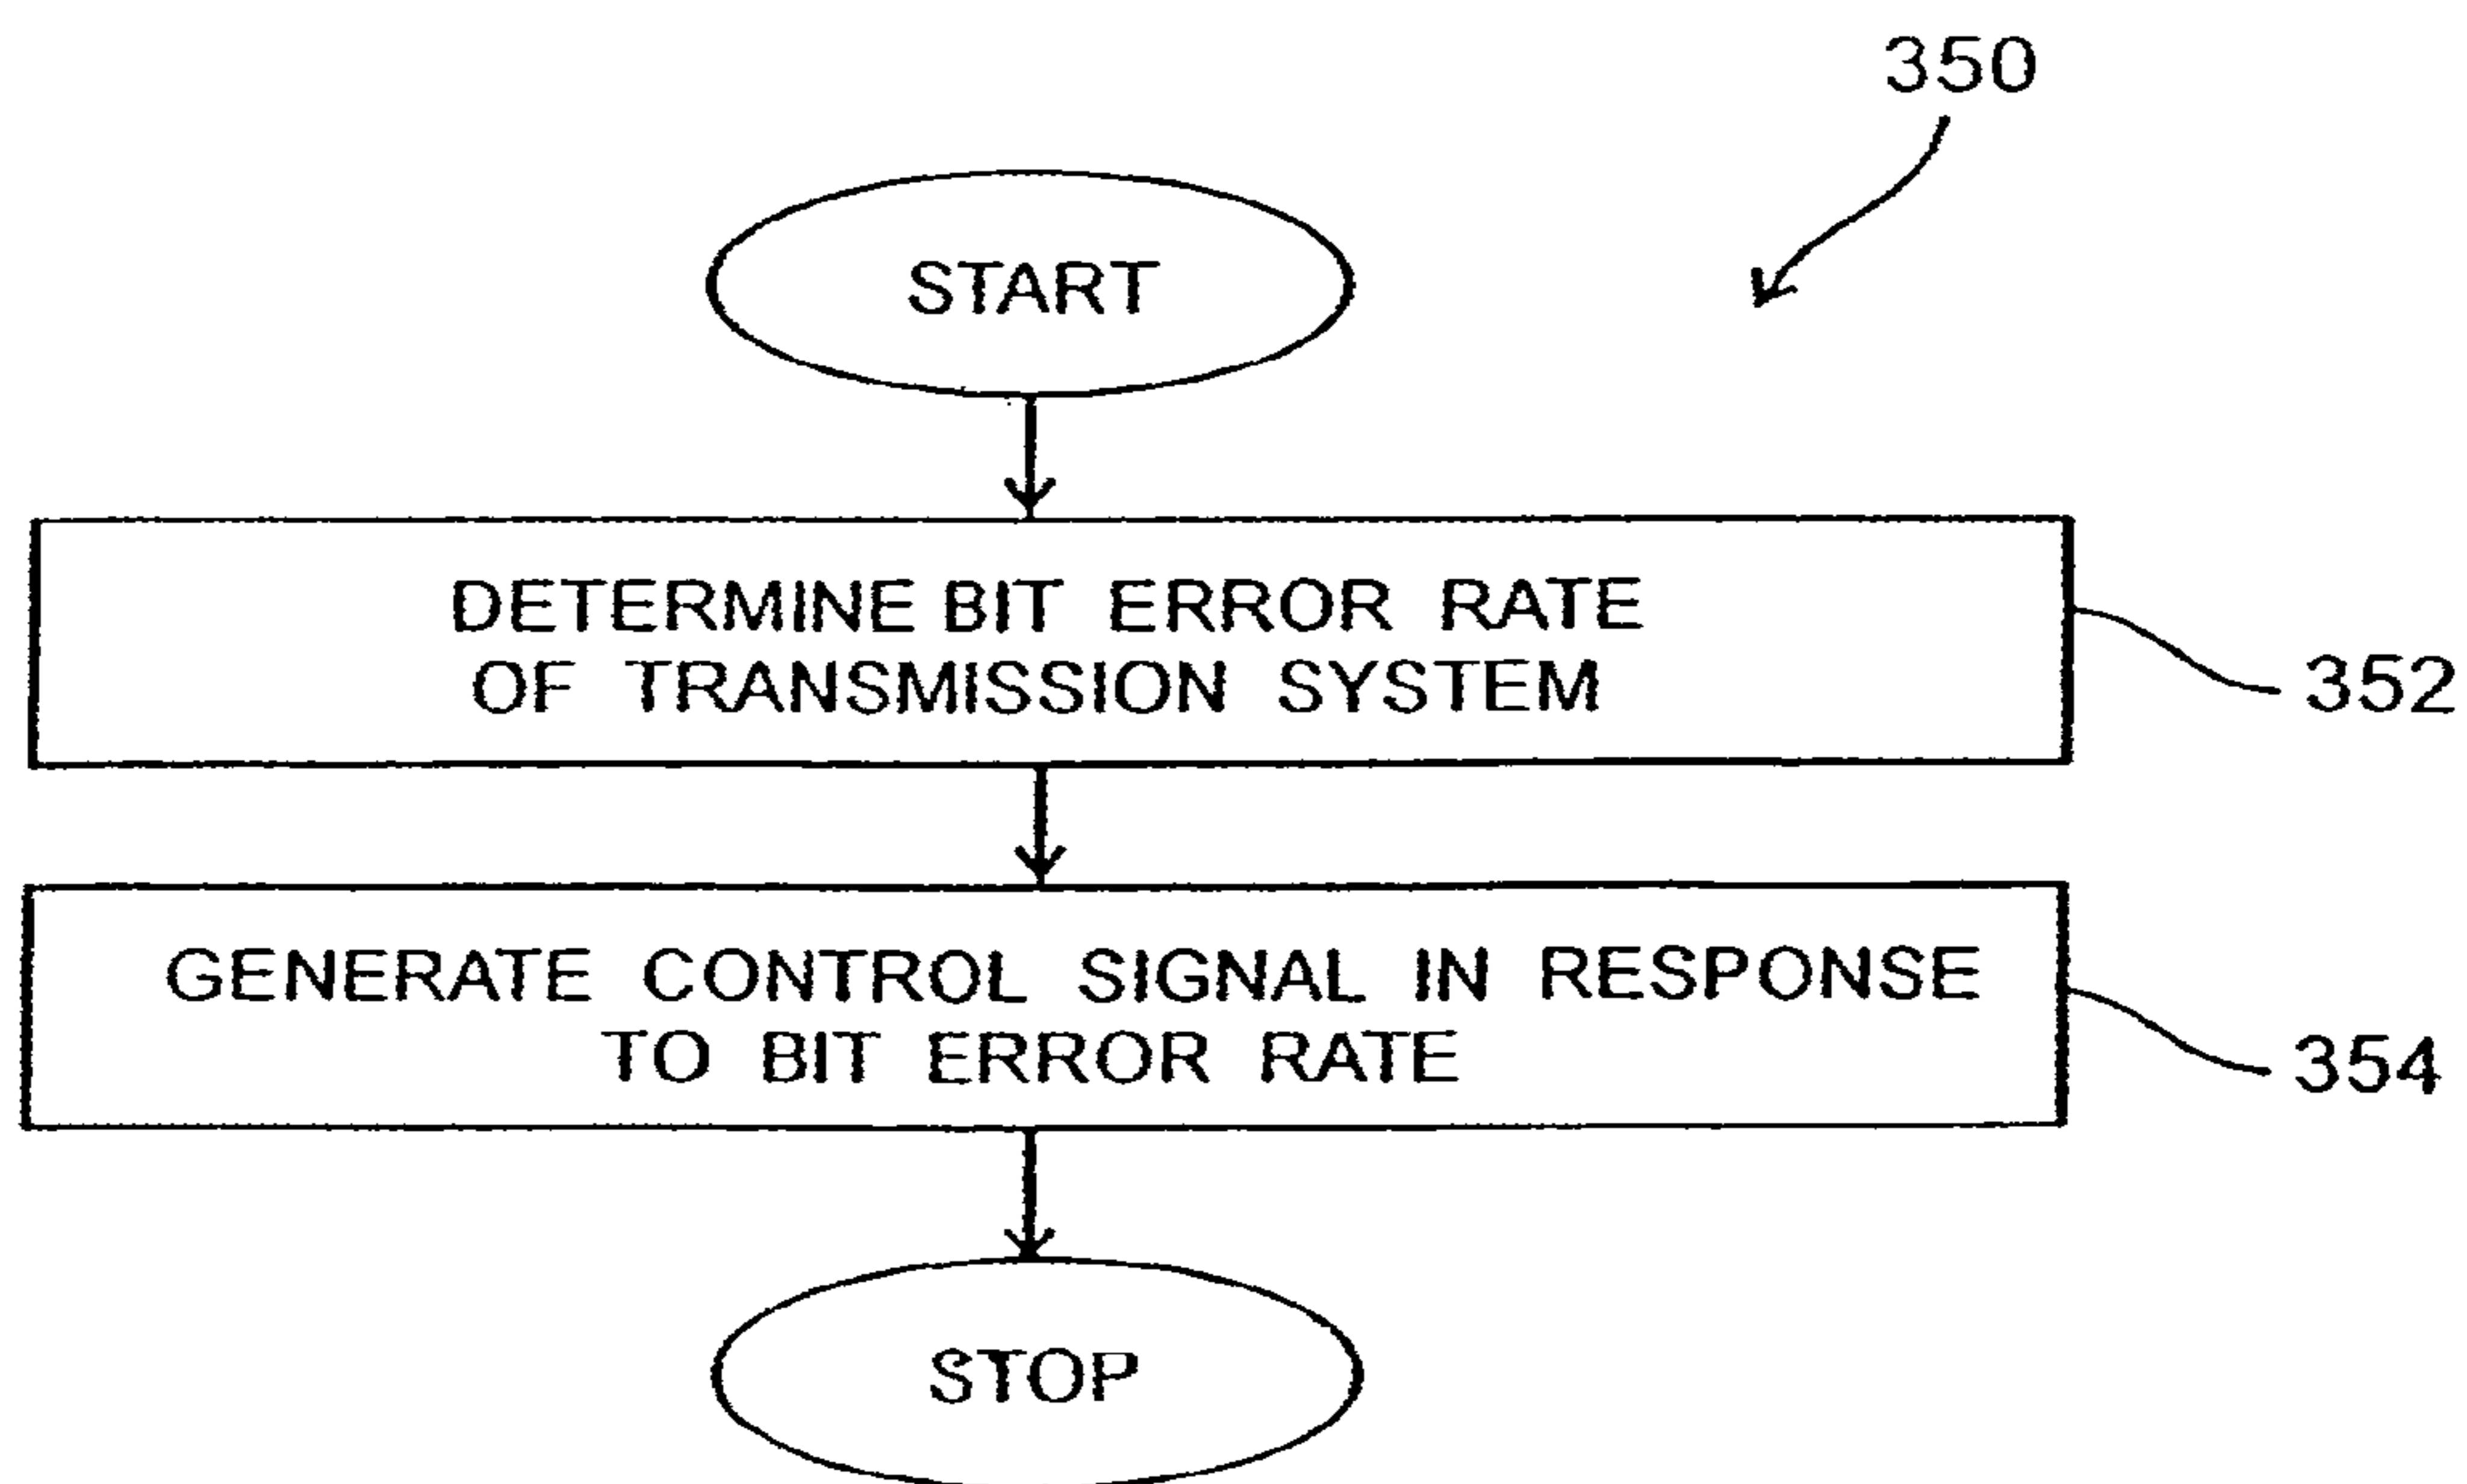 350
START
DETERMINE BIT ERROR RATE
OF TRANSMISSION SYSTEM
352
GENERATE CONTROL SIGNAL IN RESPONSE
TO BIT ERROR RATE
354
STOP